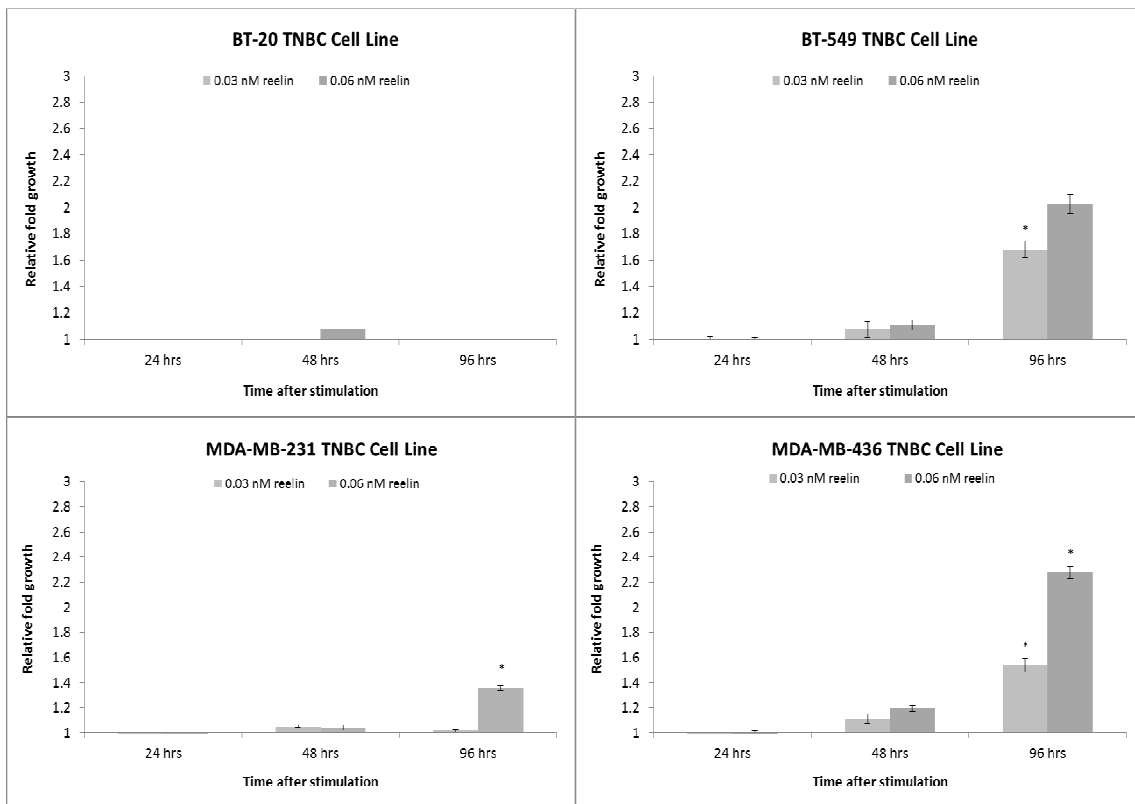 BT-20 TNBC Cell Line
0.03 nM reelin 0.06 nM reelin
3
2.8
2.6
2.4
2.2
2
1.8
1.6
1.4
1.2
1
Relative fold growth
24 hrs 48 hrs 96 hrs
Time after stimulation
BT-549 TNBC Cell Line
0.03 nM reelin 0.06 nM reelin
3
2.8
2.6
2.4
2.2
2
1.8
1.6
1.4
1.2
1
Relative fold growth
*
24 hrs 48 hrs 96 hrs
Time after stimulation
MDA-MB-231 TNBC Cell Line
0.03 nM reelin 0.06 nM reelin
3
2.8
2.6
2.4
2.2
2
1.8
1.6
1.4
1.2
1
Relative fold growth
*
24 hrs 48 hrs 96 hrs
Time after stimulation
MDA-MB-436 TNBC Cell Line
0.03 nM reelin 0.06 nM reelin
3
2.8
2.6
2.4
2.2
2
1.8
1.6
1.4
1.2
1
Relative fold growth
*
*
24 hrs 48 hrs 96 hrs
Time after stimulation